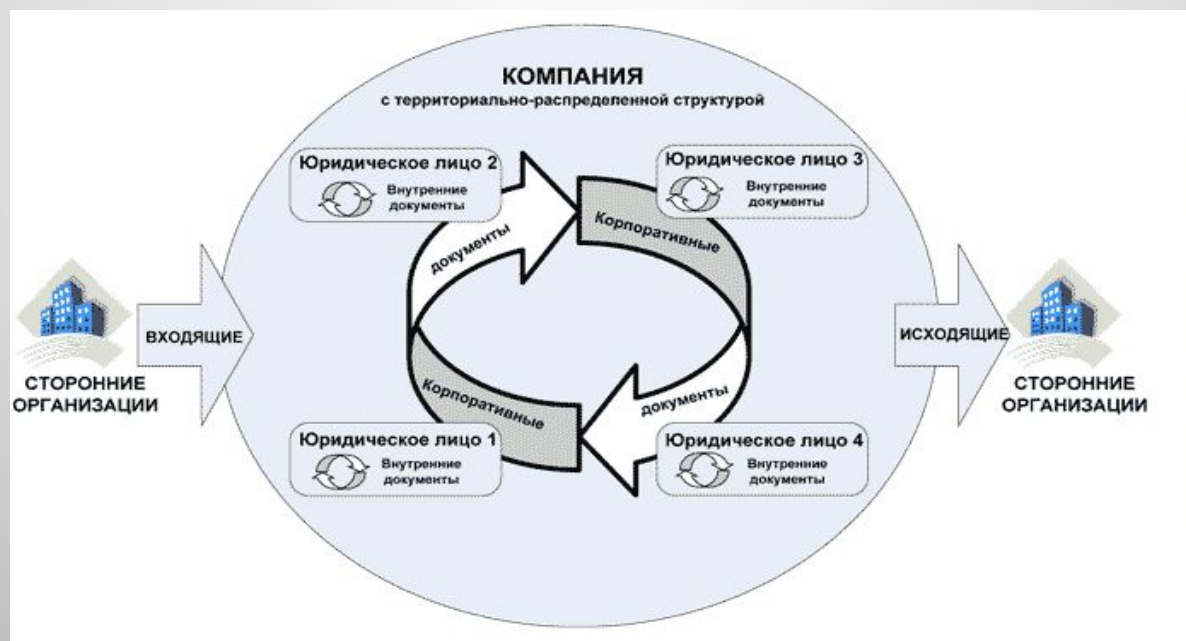 КОМПАНИЯ
с территориально-распределенной структурой
Юридическое лицо 2
Внутренние
документы
Юридическое лицо 3
Внутренние
документы
документы
Корпоративные
ВХОДЯЩИЕ
ИСХОДЯЩИЕ
СТОРОННИЕ
ОРГАНИЗАЦИИ
СТОРОННИЕ
ОРГАНИЗАЦИИ
Корпоративные
документы
Юридическое лицо 1
Внутренние
документы
Юридическое лицо 4
Внутренние
документы